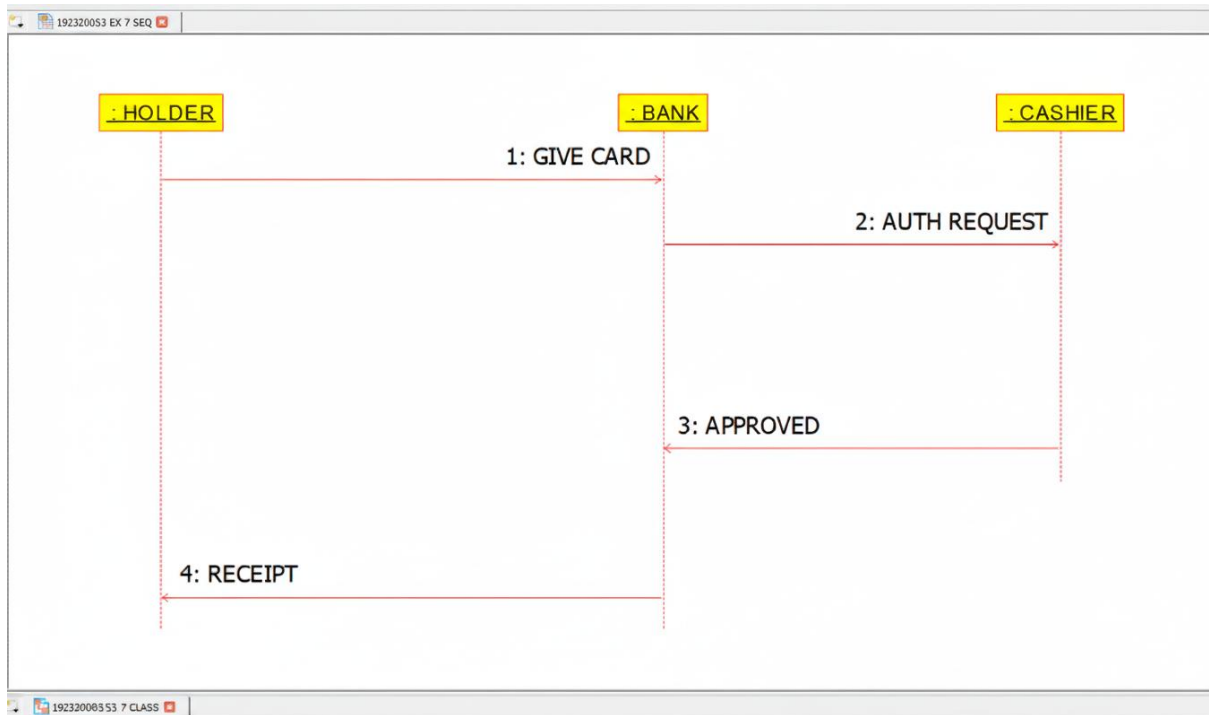 192320053 EX 7 SEQ
: HOLDER
: BANK
: CASHIER
1: GIVE CARD
2: AUTH REQUEST
3: APPROVED
4: RECEIPT
7 CLASS